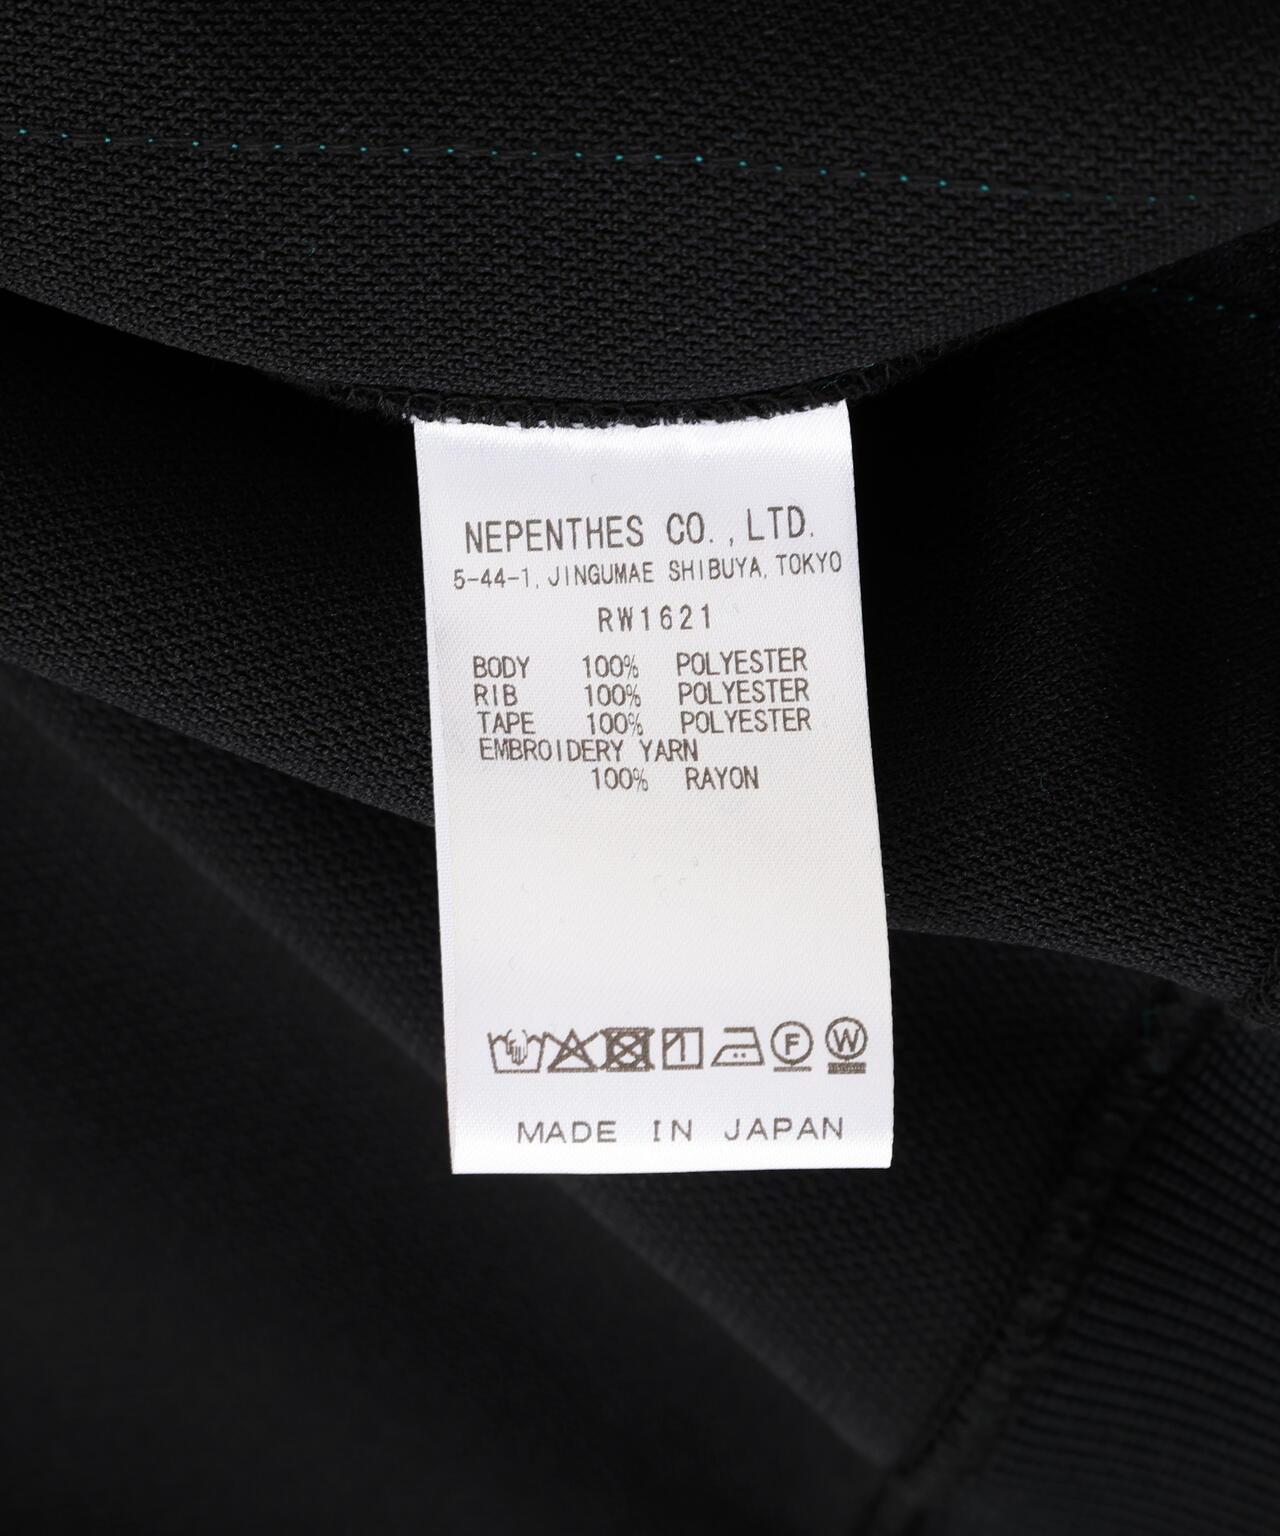 NEPENTHES CO.,LTD.
5-44-1, JINGUMAE SHIBUYA, TOKYO
RW1621
BODY 100% POLYESTER
RIB 100% POLYESTER
TAPE 100% POLYESTER
EMBROIDERY YARN
100% RAYON
F W
MADE IN JAPAN